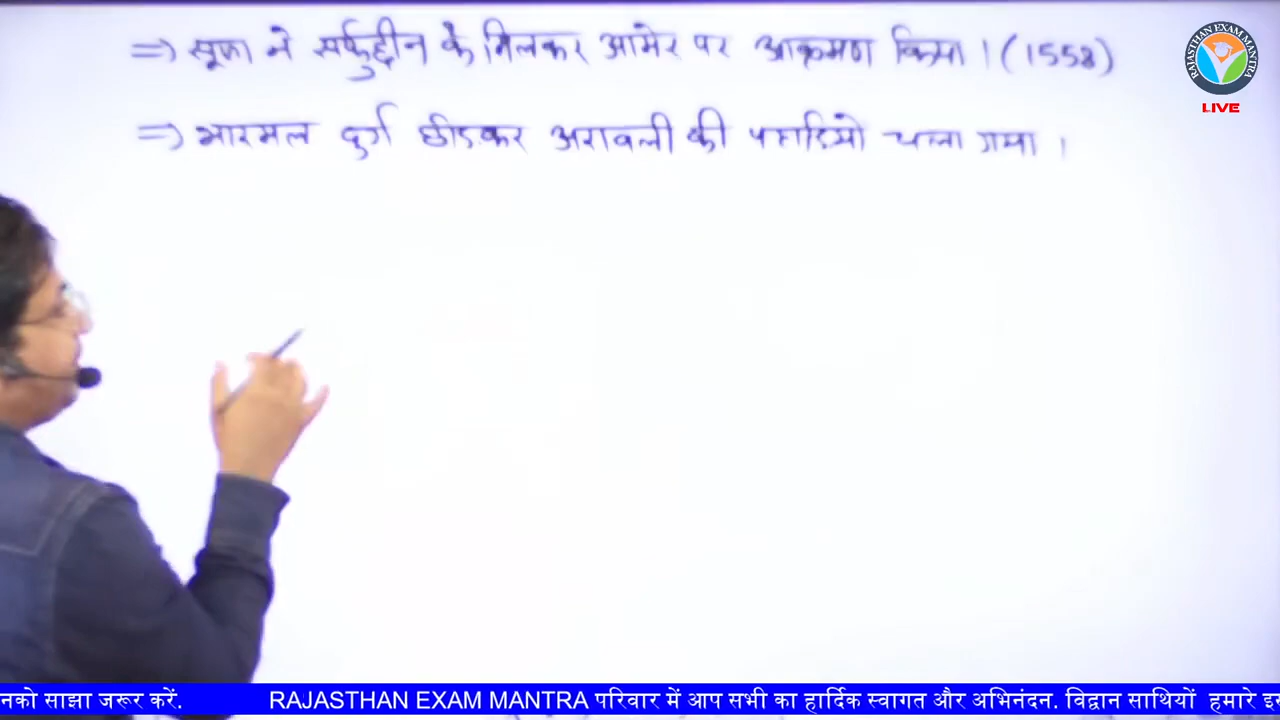 => सूजा ने सर्फुद्दीन के मिलकर आमेर पर आक्रमण किया । (1558)
=> भारमल दुर्ग छोडकर अरावली की पहाडियो चला गया ।
RAJASTHAN EXAM MANTRA
LIVE
नको साझा जरूर करें. RAJASTHAN EXAM MANTRA परिवार में आप सभी का हार्दिक स्वागत और अभिनंदन. विद्वान साथियों हमारे इ